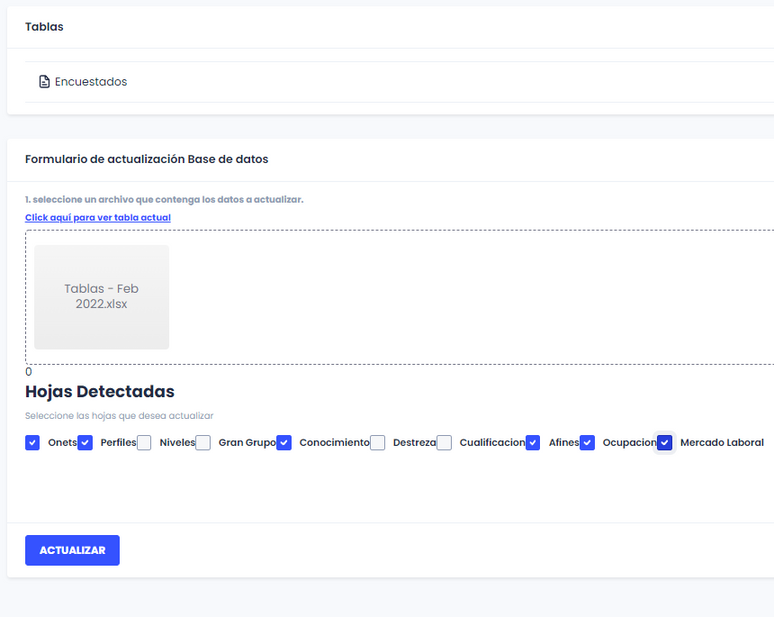 Tablas
Encuestados
Formulario de actualización Base de datos
1. seleccione un archivo que contenga los datos a actualizar.
Click aquí para ver tabla actual
Tablas - Feb
2022.xlsx
0
Hojas Detectadas
Seleccione las hojas que desea actualizar
Onets Perfiles Niveles Gran Grupo Conocimiento Destreza Cualificacion Afines Ocupacion Mercado Laboral
ACTUALIZAR